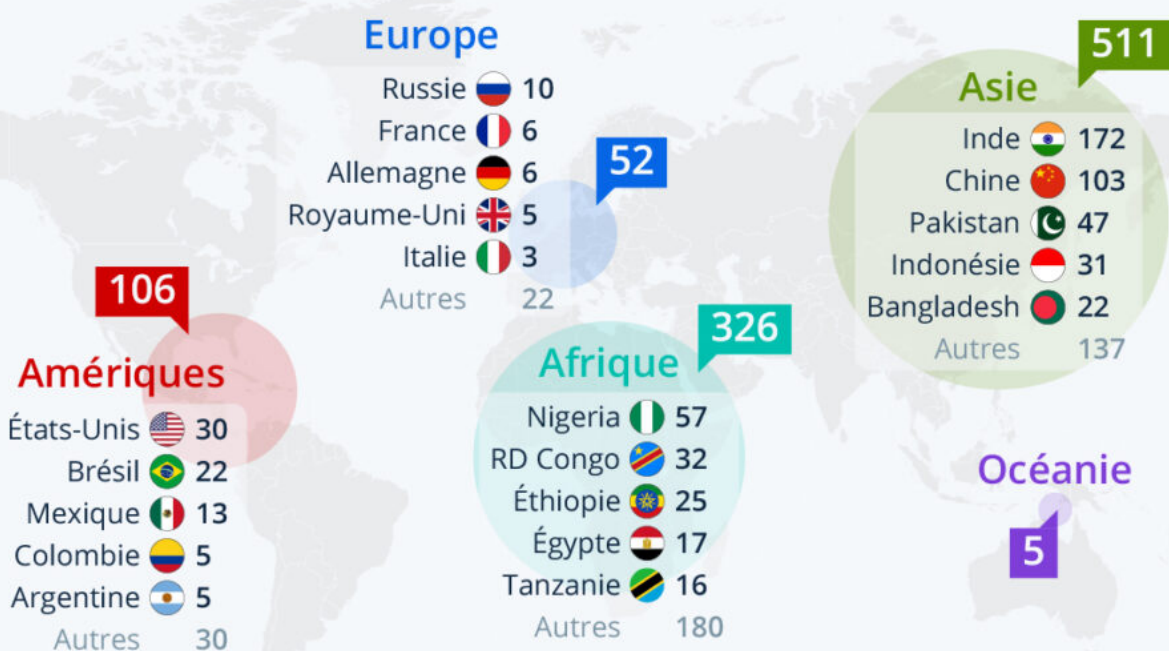 Europe
Russie 10
France 6
Allemagne 6
Royaume-Uni 5
Italie 3
Autres 22
52
511
Asie
Inde 172
Chine 103
Pakistan 47
Indonésie 31
Bangladesh 22
Autres 137
106
Amériques
États-Unis 30
Brésil 22
Mexique 13
Colombie 5
Argentine 5
Autres 30
326
Afrique
Nigeria 57
RD Congo 32
Éthiopie 25
Égypte 17
Tanzanie 16
Autres 180
Océanie
5